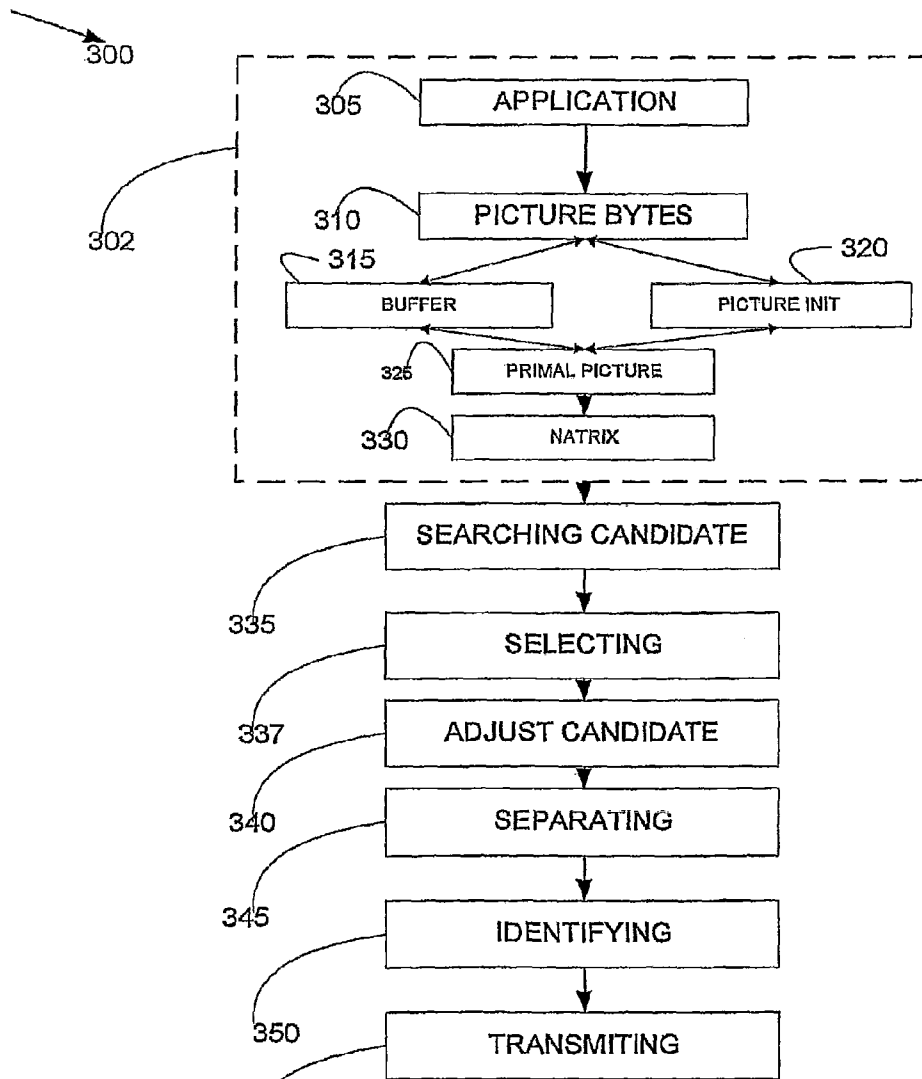 300
305 APPLICATION
302
310 PICTURE BYTES
315 320
BUFFER PICTURE INIT
325 PRIMAL PICTURE
330 NATRIX
SEARCHING CANDIDATE
335
SELECTING
337
ADJUST CANDIDATE
340
SEPARATING
345
IDENTIFYING
350
TRANSMITING